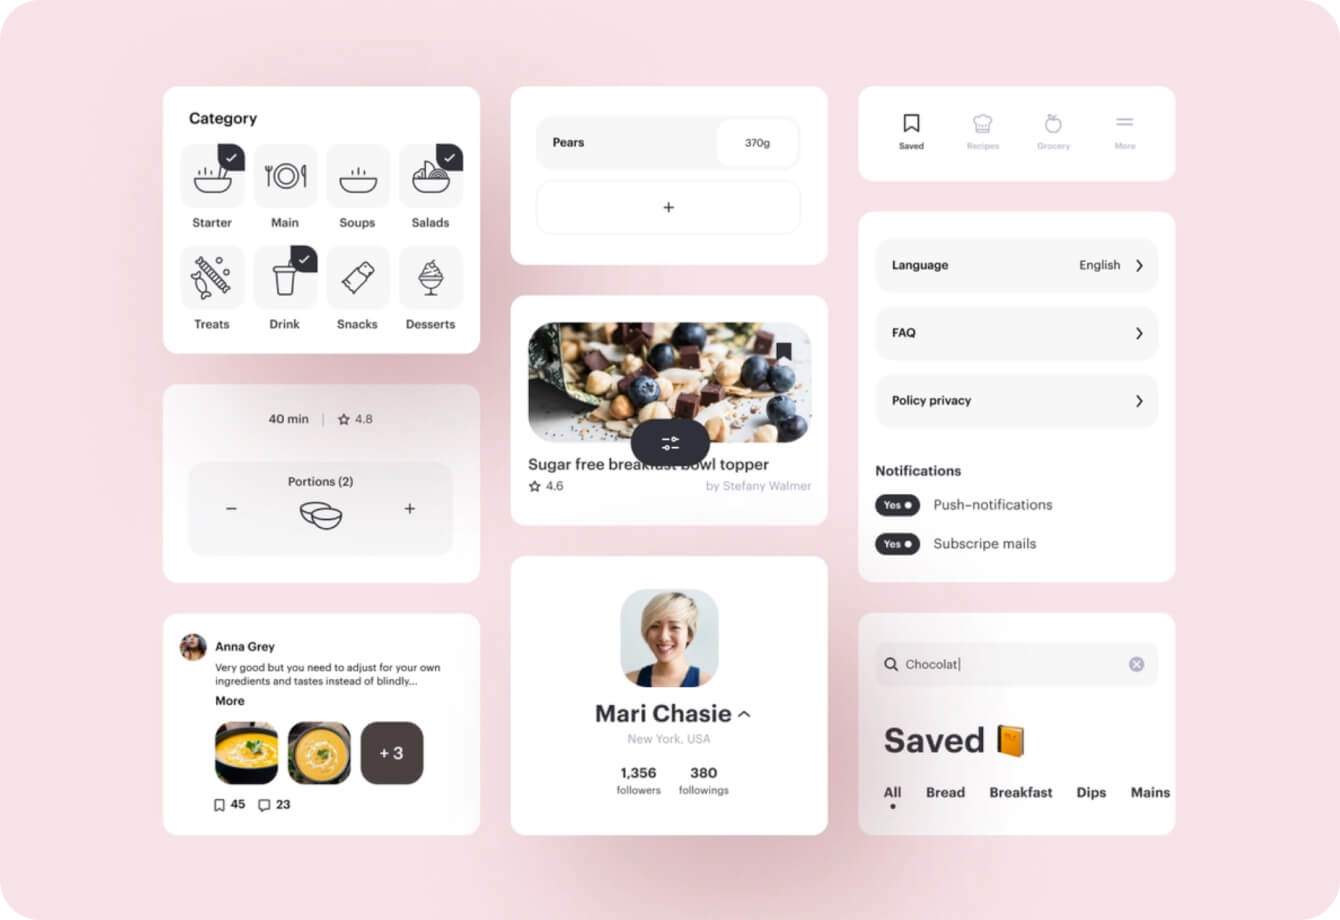 Category
Starter
Main
Soups
Salads
Treats
Drink
Snacks
Desserts
40 min
4.8
Portions (2)
−
+
Anna Grey
Very good but you need to adjust for your own
ingredients and tastes instead of blindly...
More
+ 3
45
23
Pears
370g
+
Sugar free breakfast bowl topper
4.6
by Stefany Walmer
Mari Chasie
New York, USA
1,356
380
followers
followings
Saved
Recipes
Grocery
More
Language
English
FAQ
Policy privacy
Notifications
Yes
Push-notifications
Yes
Subscripe mails
Chocolat
Saved
All
Bread
Breakfast
Dips
Mains